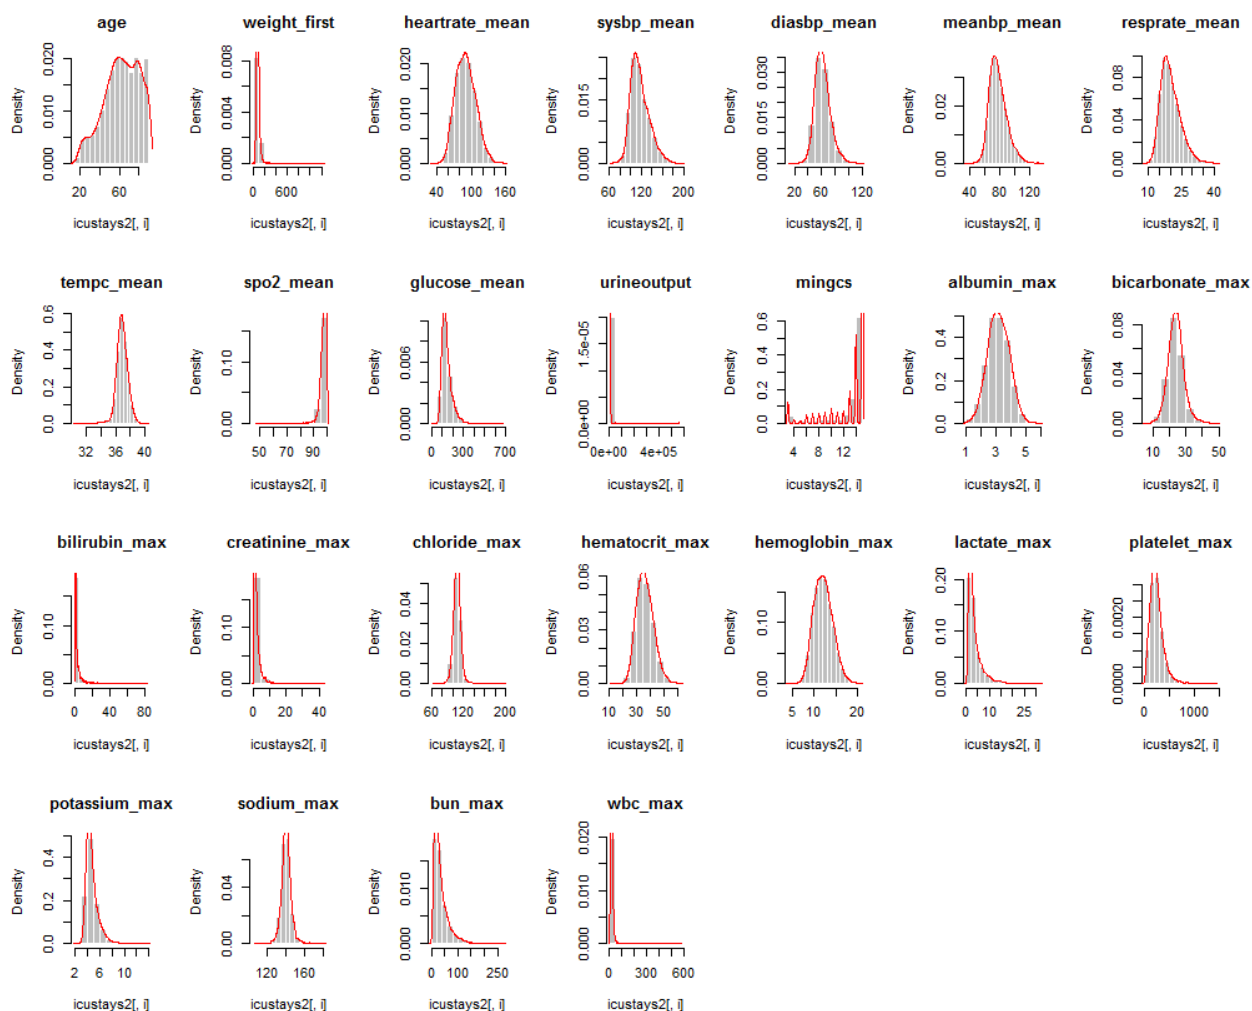 age weight_first heartrate_mean sysbp_mean diasbp_mean meanbp_mean resprate_mean
Density 0.000 0.005 0.010 0.015 0.020
20 60
icustays2[, i]
Density 0.000 0.004 0.008
0 600
icustays2[, i]
Density 0.000 0.005 0.010 0.015 0.020
40 60 100 160
icustays2[, i]
Density 0.000 0.015
60 120 200
icustays2[, i]
Density 0.000 0.015 0.030
20 60 120
icustays2[, i]
Density 0.00 0.02
40 80 120
icustays2[, i]
Density 0.00 0.04 0.08
10 25 40
icustays2[, i]
tempc_mean spo2_mean glucose_mean urineoutput mingcs albumin_max bicarbonate_max
Density 0.0 0.2 0.4 0.6
32 36 40
icustays2[, i]
Density 0.00 0.10
50 70 90
icustays2[, i]
Density 0.000 0.006
0 300 700
icustays2[, i]
Density 0.0e+00 1.5e-05
0e+00 4e+05
icustays2[, i]
Density 0.0 0.2 0.4 0.6
4 8 12
icustays2[, i]
Density 0.0 0.2 0.4
1 3 5
icustays2[, i]
Density 0.00 0.04 0.08
10 30 50
icustays2[, i]
bilirubin_max creatinine_max chloride_max hematocrit_max hemoglobin_max lactate_max platelet_max
Density 0.00 0.10
0 40 80
icustays2[, i]
Density 0.00 0.10
0 20 40
icustays2[, i]
Density 0.00 0.02 0.04
60 120 200
icustays2[, i]
Density 0.00 0.03 0.06
10 30 50
icustays2[, i]
Density 0.00 0.10
5 10 20
icustays2[, i]
Density 0.00 0.10 0.20
0 10 25
icustays2[, i]
Density 0.0000 0.0020
0 1000
icustays2[, i]
potassium_max sodium_max bun_max wbc_max
Density 0.0 0.2 0.4
2 6 10
icustays2[, i]
Density 0.00 0.04
120 160
icustays2[, i]
Density 0.000 0.010
0 100 250
icustays2[, i]
Density 0.000 0.005 0.010 0.020
0 300 600
icustays2[, i]